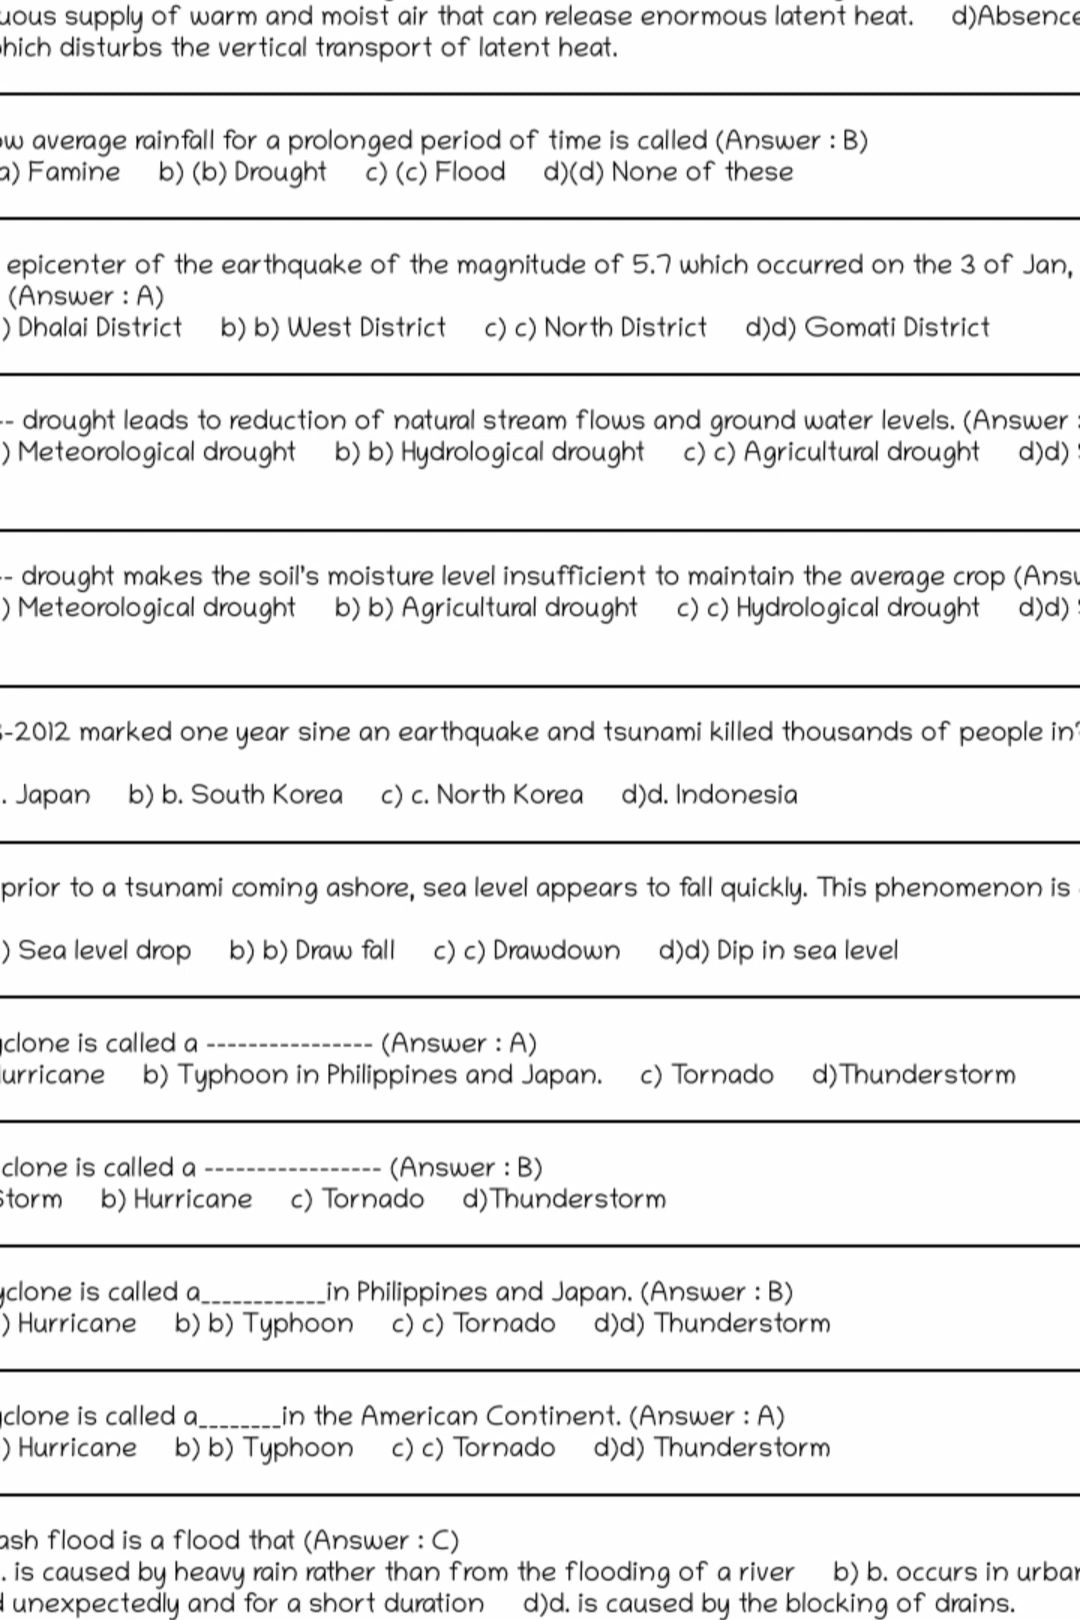 uous supply of warm and moist air that can release enormous latent heat. d)Absence
hich disturbs the vertical transport of latent heat.
ow average rainfall for a prolonged period of time is called (Answer : B)
a) Famine b) (b) Drought c) (c) Flood d)(d) None of these
epicenter of the earthquake of the magnitude of 5.7 which occurred on the 3 of Jan,
(Answer : A)
) Dhalai District b) b) West District c) c) North District d)d) Gomati District
-- drought leads to reduction of natural stream flows and ground water levels. (Answer :
) Meteorological drought b) b) Hydrological drought c) c) Agricultural drought d)d)
-- drought makes the soil's moisture level insufficient to maintain the average crop (Answ
) Meteorological drought b) b) Agricultural drought c) c) Hydrological drought d)d)
-2012 marked one year sine an earthquake and tsunami killed thousands of people in?
. Japan b) b. South Korea c) c. North Korea d)d. Indonesia
prior to a tsunami coming ashore, sea level appears to fall quickly. This phenomenon is
) Sea level drop b) b) Draw fall c) c) Drawdown d)d) Dip in sea level
yclone is called a ---------------- (Answer : A)
urricane b) Typhoon in Philippines and Japan. c) Tornado d)Thunderstorm
clone is called a ----------------- (Answer : B)
Storm b) Hurricane c) Tornado d)Thunderstorm
yclone is called a____________in Philippines and Japan. (Answer : B)
) Hurricane b) b) Typhoon c) c) Tornado d)d) Thunderstorm
yclone is called a________in the American Continent. (Answer : A)
) Hurricane b) b) Typhoon c) c) Tornado d)d) Thunderstorm
ash flood is a flood that (Answer : C)
. is caused by heavy rain rather than from the flooding of a river b) b. occurs in urban
d unexpectedly and for a short duration d)d. is caused by the blocking of drains.